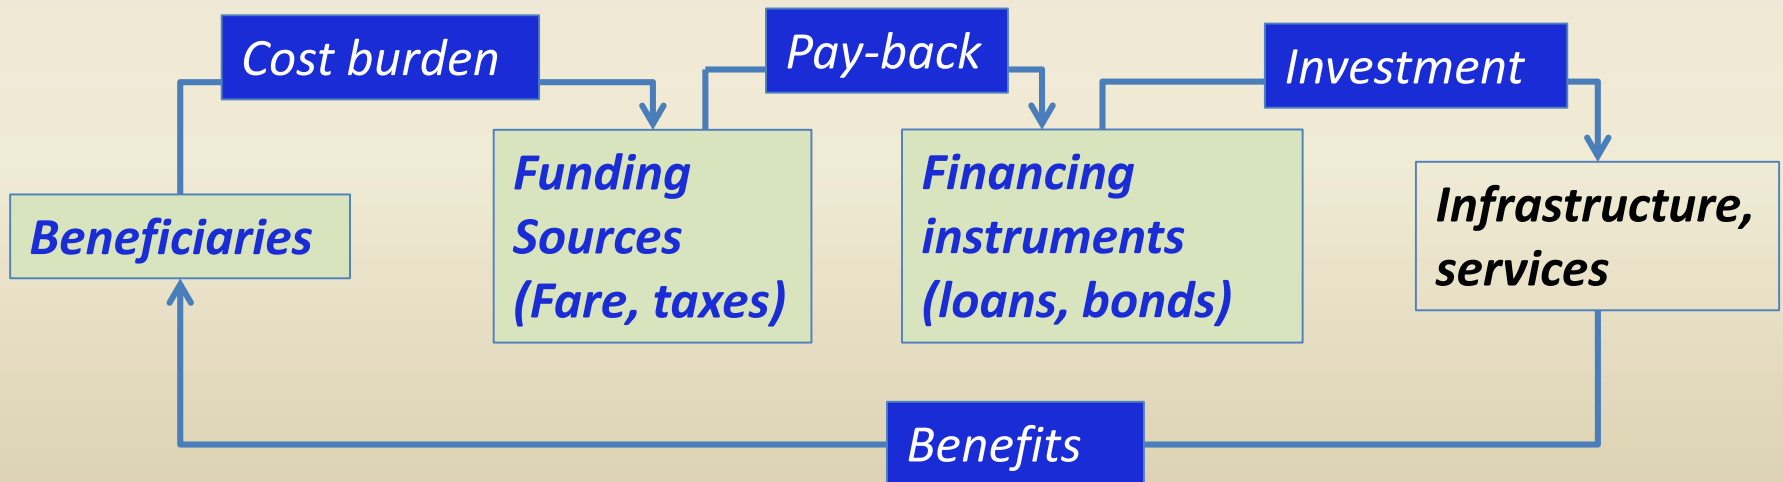 Cost burden
Pay-back
Investment
Beneficiaries
Funding
Sources
(Fare, taxes)
Financing
instruments
(loans, bonds)
Infrastructure,
services
Benefits